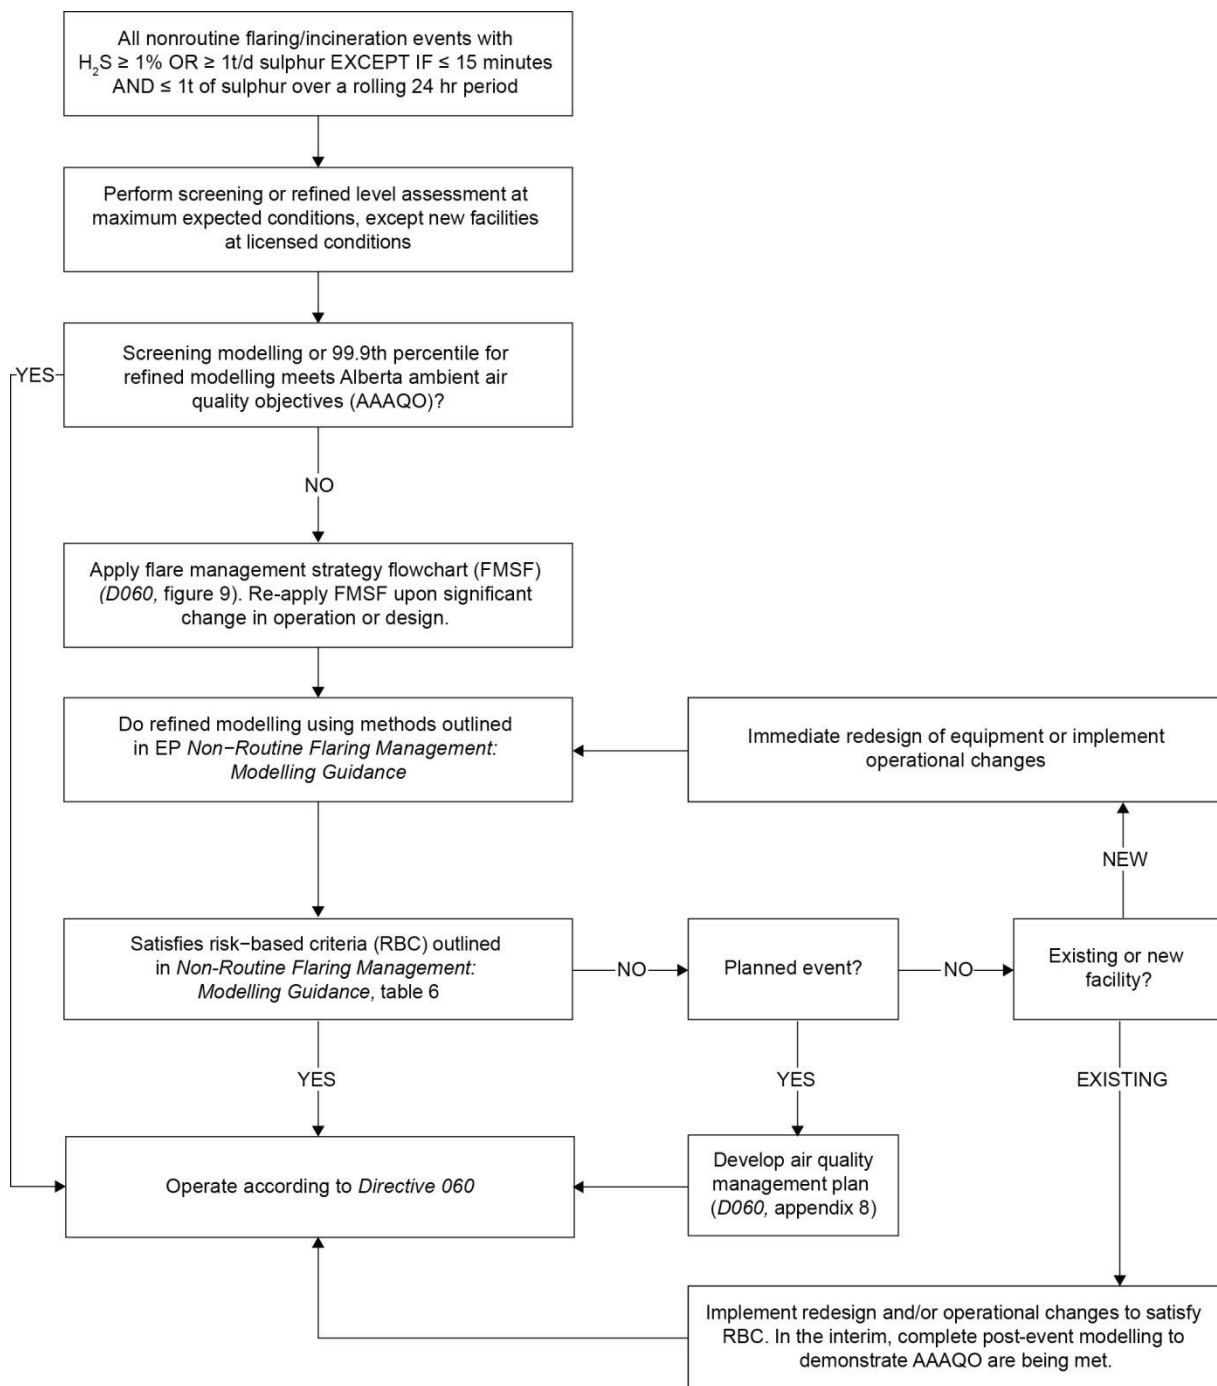 All nonroutine flaring/incineration events with
H₂S ≥ 1% OR ≥ 1t/d sulphur EXCEPT IF ≤ 15 minutes
AND ≤ 1t of sulphur over a rolling 24 hr period
Perform screening or refined level assessment at
maximum expected conditions, except new facilities
at licensed conditions
Screening modelling or 99.9th percentile for
refined modelling meets Alberta ambient air
quality objectives (AAAQO)?
YES
NO
Apply flare management strategy flowchart (FMSF)
(D060, figure 9). Re-apply FMSF upon significant
change in operation or design.
Do refined modelling using methods outlined
in EP Non−Routine Flaring Management:
Modelling Guidance
Immediate redesign of equipment or implement
operational changes
NEW
Satisfies risk−based criteria (RBC) outlined
in Non-Routine Flaring Management:
Modelling Guidance, table 6
NO
Planned event?
NO
Existing or new
facility?
YES
YES
EXISTING
Operate according to Directive 060
Develop air quality
management plan
(D060, appendix 8)
Implement redesign and/or operational changes to satisfy
RBC. In the interim, complete post-event modelling to
demonstrate AAAQO are being met.